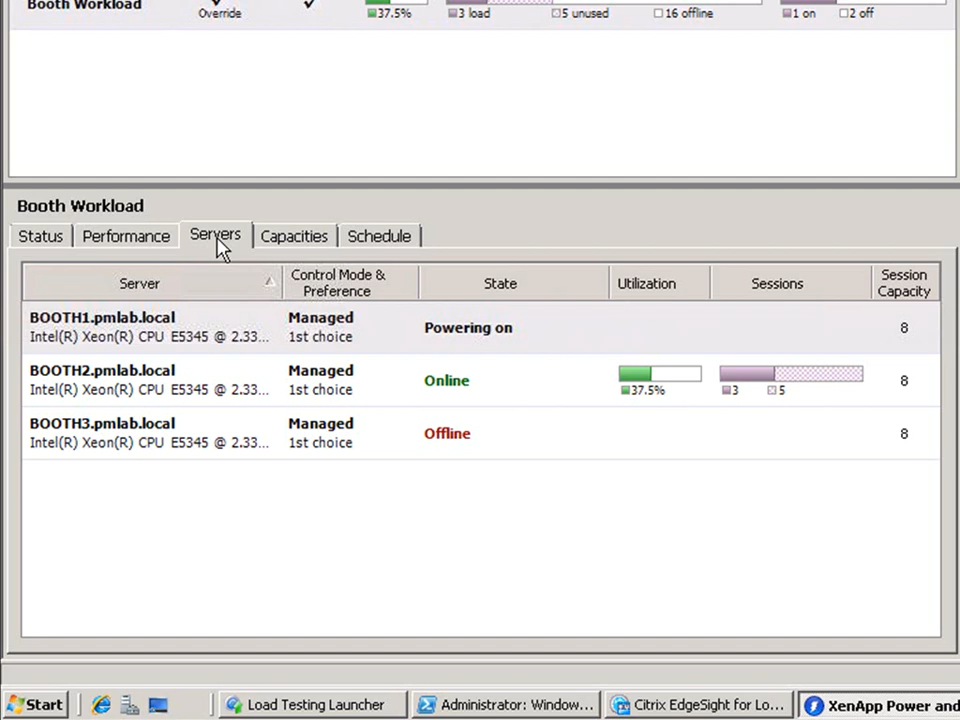 Booth Workload
Override
37.5%
3 load
5 unused
16 offline
1 on
2 off
Booth Workload
Status
Performance
Servers
Capacities
Schedule
Server
Control Mode &
Preference
State
Utilization
Sessions
Session
Capacity
BOOTH1.pmlab.local
Intel(R) Xeon(R) CPU E5345 @ 2.33...
Managed
1st choice
Powering on
8
BOOTH2.pmlab.local
Intel(R) Xeon(R) CPU E5345 @ 2.33...
Managed
1st choice
Online
37.5%
3
5
8
BOOTH3.pmlab.local
Intel(R) Xeon(R) CPU E5345 @ 2.33...
Managed
1st choice
Offline
8
Start
Load Testing Launcher
Administrator: Window...
Citrix EdgeSight for Lo...
XenApp Power and